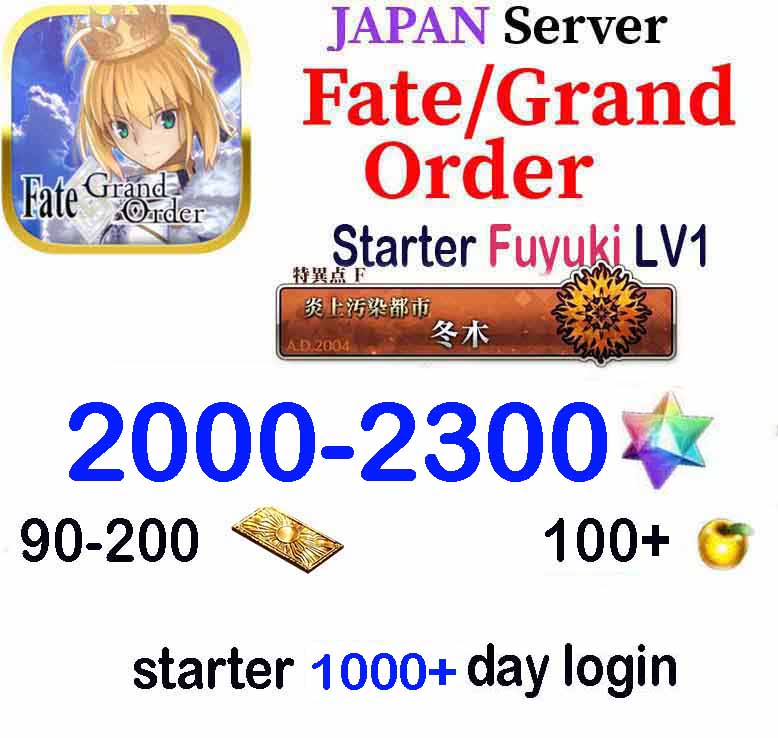 JAPAN Server
Fate/Grand
Order
Fate Grand
Order
Starter Fuyuki LV1
特異点 F
炎上汚染都市
冬木
A.D.2004
2000-2300
90-200
100+
starter 1000+ day login